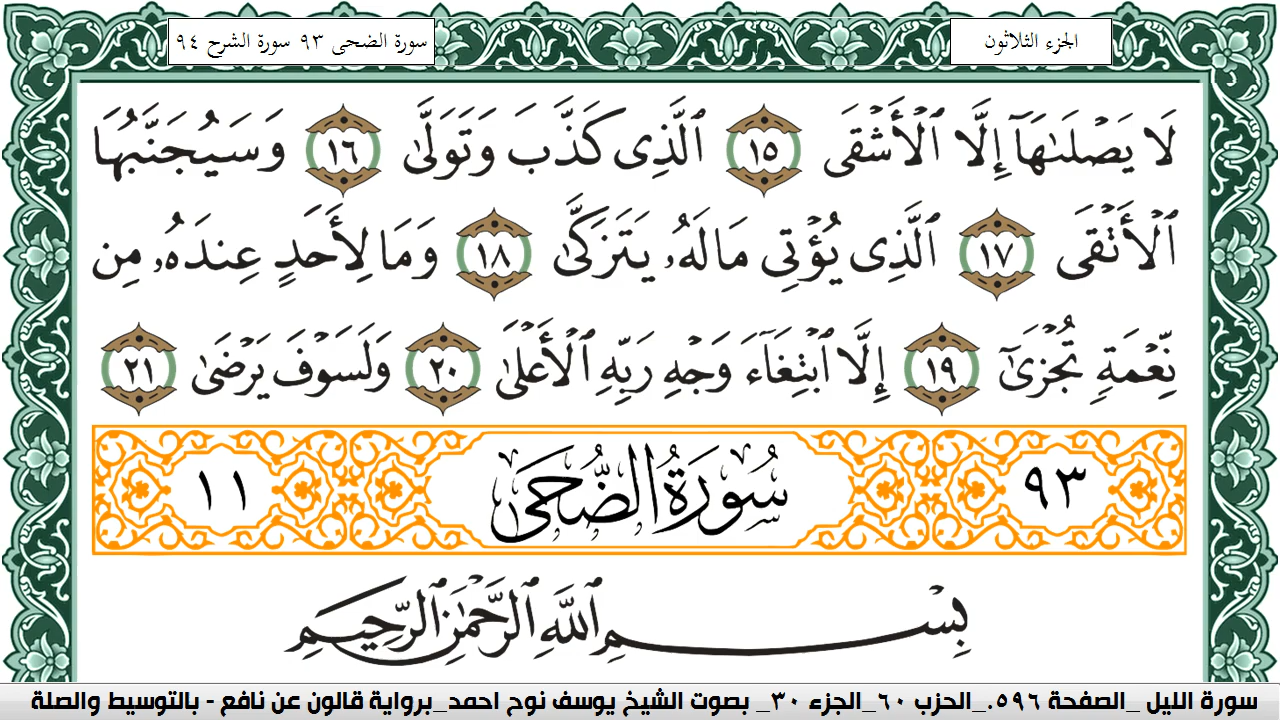 الجزء الثلاثون
سورة الضحى ٩٣ سورة الشرح ٩٤
لَا يَصْلَىٰهَآ إِلَّا ٱلْأَشْقَى ١٥ ٱلَّذِى كَذَّبَ وَتَوَلَّىٰ ١٦ وَسَيُجَنَّبُهَا
ٱلْأَتْقَى ١٧ ٱلَّذِى يُؤْتِى مَالَهُۥ يَتَزَكَّىٰ ١٨ وَمَا لِأَحَدٍ عِندَهُۥ مِن
نِّعْمَةٍ تُجْزَىٰٓ ١٩ إِلَّا ٱبْتِغَآءَ وَجْهِ رَبِّهِ ٱلْأَعْلَىٰ ٢٠ وَلَسَوْفَ يَرْضَىٰ ٢١
٩٣ سُورَةُ الضُّحَى ١١
بِسْمِ ٱللَّهِ ٱلرَّحْمَٰنِ ٱلرَّحِيمِ
سورة الليل _الصفحة ٥٩٦._الحزب ٦٠_الجزء ٣٠_ بصوت الشيخ يوسف نوح احمد_برواية قالون عن نافع - بالتوسيط والصلة